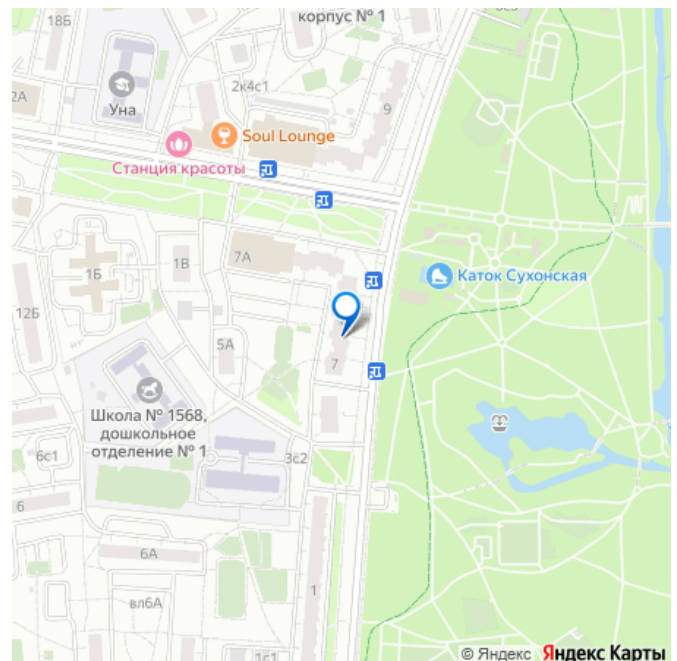 18Б
корпус № 1
6с5
2А
Уна
2к4с1
9
Soul Lounge
Станция красоты
1Б
1В
7А
Каток Сухонская
12Б
5А
7
Школа № 1568,
дошкольное
отделение № 1
6с1
3с2
6
6А
1
вл6А
1с1
© Яндекс Яндекс Карты